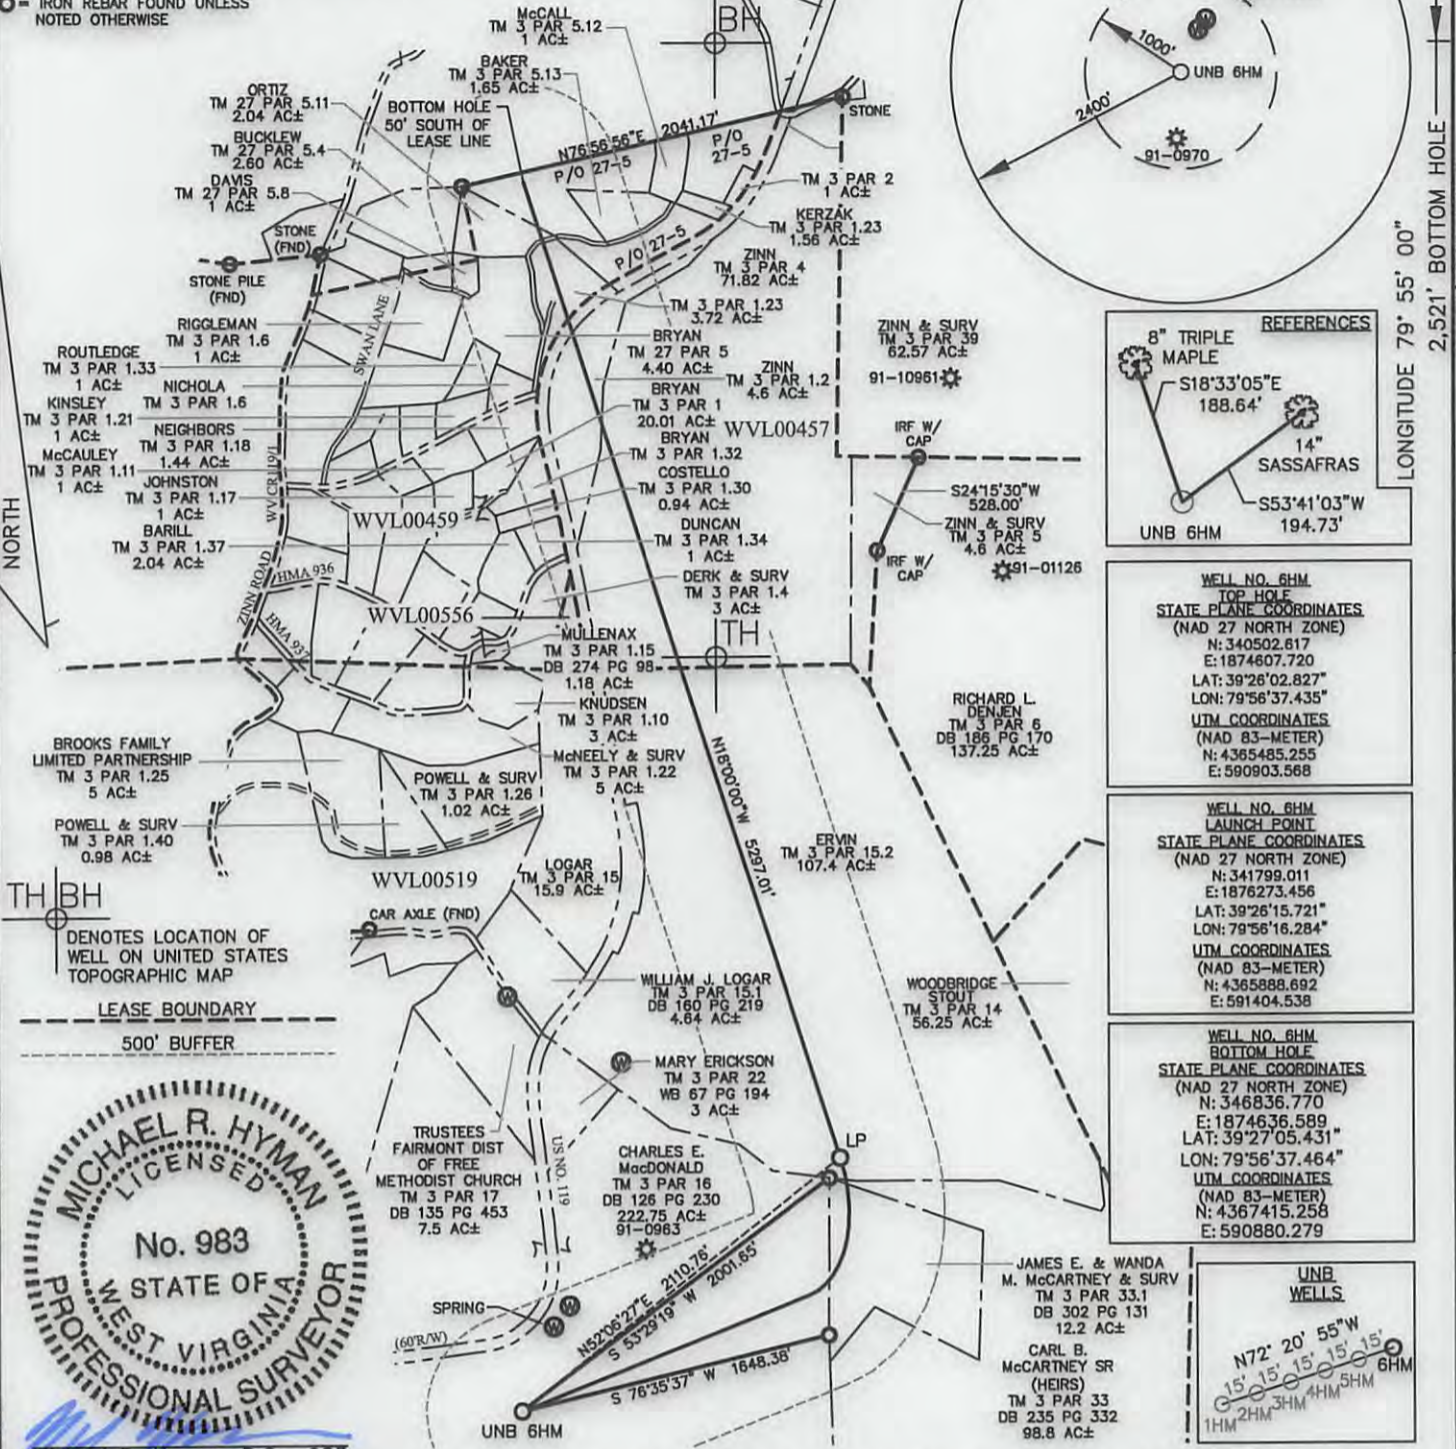 = IRON REBAR FOUND UNLESS
NOTED OTHERWISE
McCALL
TM 3 PAR 5.12
1 AC±
BH
BAKER
TM 3 PAR 5.13
1.65 AC±
ORTIZ
TM 27 PAR 5.11
2.04 AC±
BOTTOM HOLE
50' SOUTH OF
LEASE LINE
BUCKLEW
TM 27 PAR 5.4
2.60 AC±
DAVIS
TM 27 PAR 5.8
1 AC±
N76°56'56"E 2041.17'
P/O 27-5
P/O
27-5
STONE
TM 3 PAR 2
1 AC±
KERZAK
TM 3 PAR 1.23
1.56 AC±
STONE
(FND)
STONE PILE
(FND)
P/O 27-5
ZINN
TM 3 PAR 4
71.82 AC±
TM 3 PAR 1.23
3.72 AC±
SWAN LANE
RIGGLEMAN
TM 3 PAR 1.6
1 AC±
BRYAN
TM 27 PAR 5
4.40 AC±
ROUTLEDGE
TM 3 PAR 1.33
1 AC±
NICHOLA
TM 3 PAR 1.6
ZINN
TM 3 PAR 1.2
4.6 AC±
BRYAN
TM 3 PAR 1
20.01 AC±
KINSLEY
TM 3 PAR 1.21
1 AC±
NEIGHBORS
TM 3 PAR 1.18
1.44 AC±
WVL00457
BRYAN
TM 3 PAR 1.32
McCAULEY
TM 3 PAR 1.11
1 AC±
JOHNSTON
TM 3 PAR 1.17
1 AC±
COSTELLO
TM 3 PAR 1.30
0.94 AC±
WV CR 119/1
WVL00459
BARILL
TM 3 PAR 1.37
2.04 AC±
DUNCAN
TM 3 PAR 1.34
1 AC±
NORTH
HMA 936
DERK & SURV
TM 3 PAR 1.4
3 AC±
ZINN ROAD
HMA 937
WVL00556
TH
MULLENAX
TM 3 PAR 1.15
DB 274 PG 98
1.18 AC±
KNUDSEN
TM 3 PAR 1.10
3 AC±
McNEELY & SURV
TM 3 PAR 1.22
5 AC±
BROOKS FAMILY
LIMITED PARTNERSHIP
TM 3 PAR 1.25
5 AC±
POWELL & SURV
TM 3 PAR 1.26
1.02 AC±
POWELL & SURV
TM 3 PAR 1.40
0.98 AC±
N18°00'00"W 5297.01'
LOGAR
TM 3 PAR 15
15.9 AC±
ERVIN
TM 3 PAR 15.2
107.4 AC±
WVL00519
TH BH
CAR AXLE (FND)
DENOTES LOCATION OF
WELL ON UNITED STATES
TOPOGRAPHIC MAP
LEASE BOUNDARY
500' BUFFER
WILLIAM J. LOGAR
TM 3 PAR 15.1
DB 160 PG 219
4.64 AC±
WOODBRIDGE
STOUT
TM 3 PAR 14
56.25 AC±
W
W
MARY ERICKSON
TM 3 PAR 22
WB 67 PG 194
3 AC±
TRUSTEES
FAIRMONT DIST
OF FREE
METHODIST CHURCH
TM 3 PAR 17
DB 135 PG 453
7.5 AC±
US NO. 119
CHARLES E.
MacDONALD
TM 3 PAR 16
DB 126 PG 230
222.75 AC±
91-0963
LP
SPRING
W
W
(60'R/W)
N52°06'27"E 2110.76'
S 53°29'19" W 2001.65'
S 76°35'37" W 1648.38'
UNB 6HM
JAMES E. & WANDA
M. McCARTNEY & SURV
TM 3 PAR 33.1
DB 302 PG 131
12.2 AC±
CARL B.
McCARTNEY SR
(HEIRS)
TM 3 PAR 33
DB 235 PG 332
98.8 AC±
MICHAEL R. HYMAN
LICENSED
No. 983
STATE OF
WEST VIRGINIA
PROFESSIONAL SURVEYOR
1000'
UNB 6HM
2400'
91-0970
ZINN & SURV
TM 3 PAR 39
62.57 AC±
91-10961
IRF W/
CAP
S24°15'30"W
528.00'
ZINN & SURV
TM 3 PAR 5
4.6 AC±
IRF W/
CAP
91-01126
RICHARD L.
DENJEN
TM 3 PAR 6
DB 186 PG 170
137.25 AC±
LONGITUDE 79° 55' 00"
2,521' BOTTOM HOLE
REFERENCES
8" TRIPLE
MAPLE
S18°33'05"E
188.64'
14"
SASSAFRAS
S53°41'03"W
194.73'
UNB 6HM
WELL NO. 6HM
TOP HOLE
STATE PLANE COORDINATES
(NAD 27 NORTH ZONE)
N: 340502.617
E: 1874607.720
LAT: 39°26'02.827"
LON: 79°56'37.435"
UTM COORDINATES
(NAD 83-METER)
N: 4365485.255
E: 590903.568
WELL NO. 6HM
LAUNCH POINT
STATE PLANE COORDINATES
(NAD 27 NORTH ZONE)
N: 341799.011
E: 1876273.456
LAT: 39°26'15.721"
LON: 79°56'16.284"
UTM COORDINATES
(NAD 83-METER)
N: 4365888.692
E: 591404.538
WELL NO. 6HM
BOTTOM HOLE
STATE PLANE COORDINATES
(NAD 27 NORTH ZONE)
N: 346836.770
E: 1874636.589
LAT: 39°27'05.431"
LON: 79°56'37.464"
UTM COORDINATES
(NAD 83-METER)
N: 4367415.258
E: 590880.279
UNB
WELLS
N72° 20' 55"W
15' 15' 15' 15' 15'
1HM 2HM 3HM 4HM 5HM 6HM